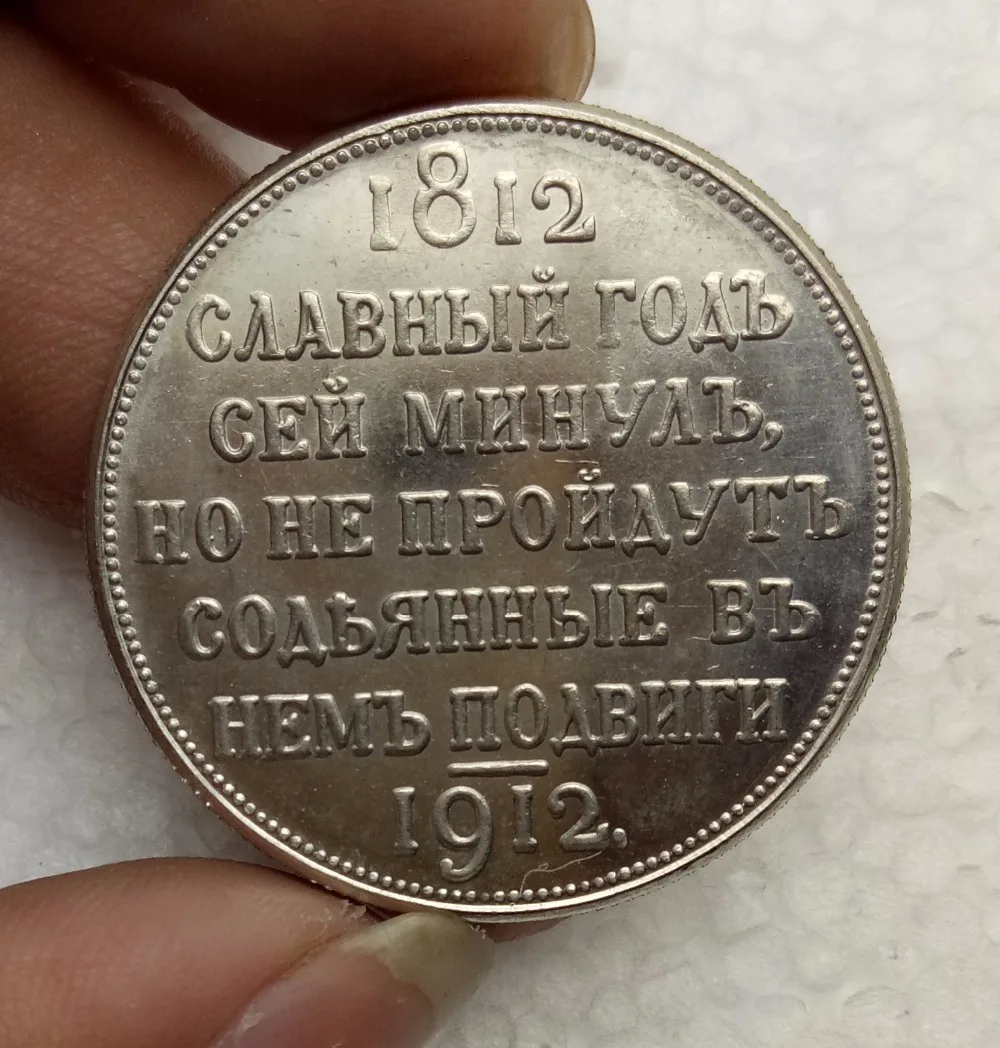 1812
СЛАВНЫЙ ГОДЪ
СЕЙ МИНУЛЪ,
НО НЕ ПРОЙДУТЪ
СОДѢЯННЫЕ ВЪ
НЕМЪ ПОДВИГИ
1912.